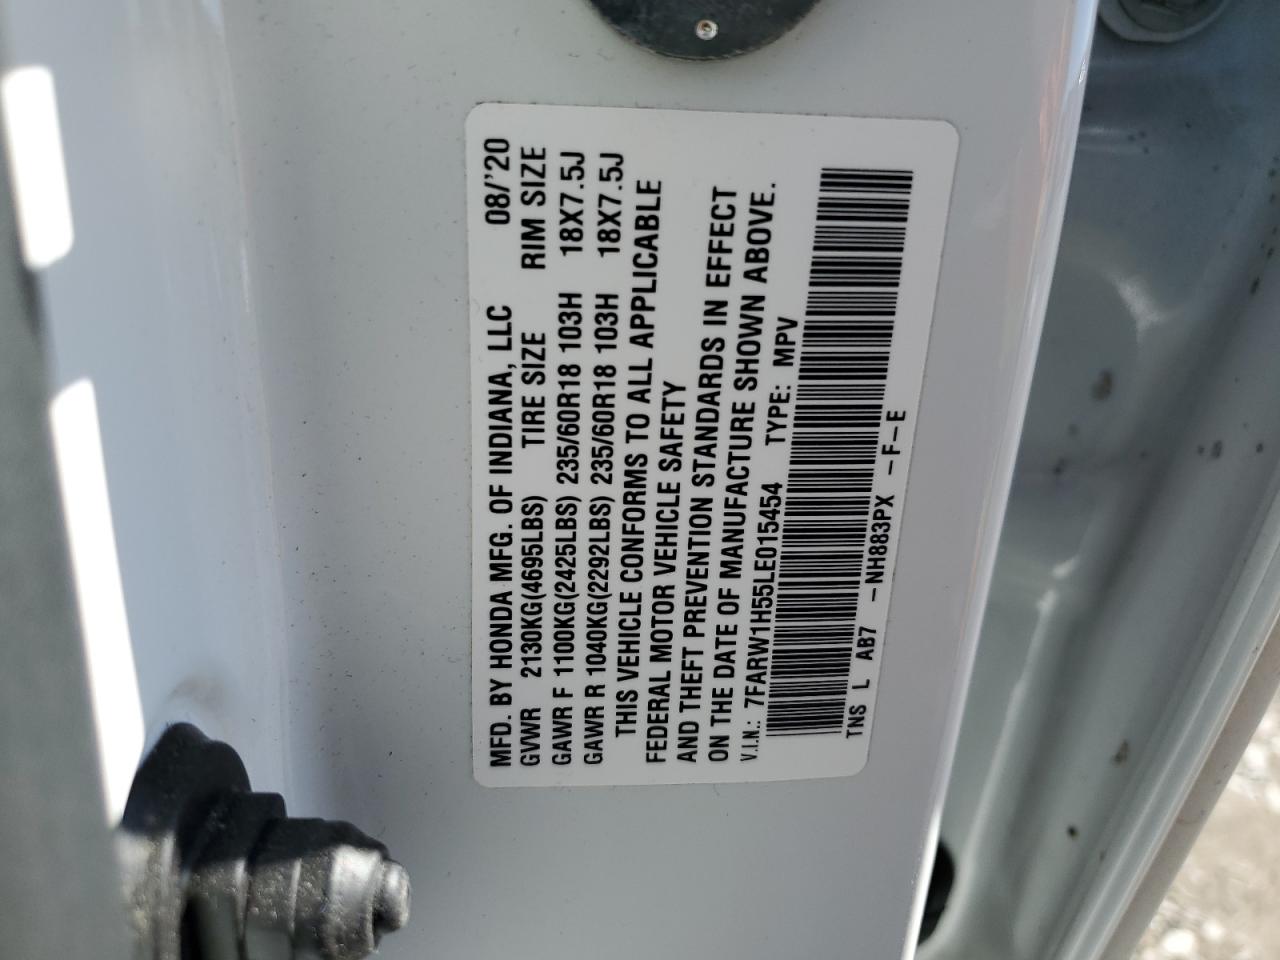 MFD. BY HONDA MFG. OF INDIANA, LLC 08/'20
GVWR 2130KG(4695LBS) TIRE SIZE RIM SIZE
GAWR F 1100KG(2425LBS) 235/60R18 103H 18X7.5J
GAWR R 1040KG(2292LBS) 235/60R18 103H 18X7.5J
THIS VEHICLE CONFORMS TO ALL APPLICABLE
FEDERAL MOTOR VEHICLE SAFETY
AND THEFT PREVENTION STANDARDS IN EFFECT
ON THE DATE OF MANUFACTURE SHOWN ABOVE.
V.I.N.: 7FARW1H55LE015454 TYPE: MPV
TNS L AB7 -NH883PX -F-E